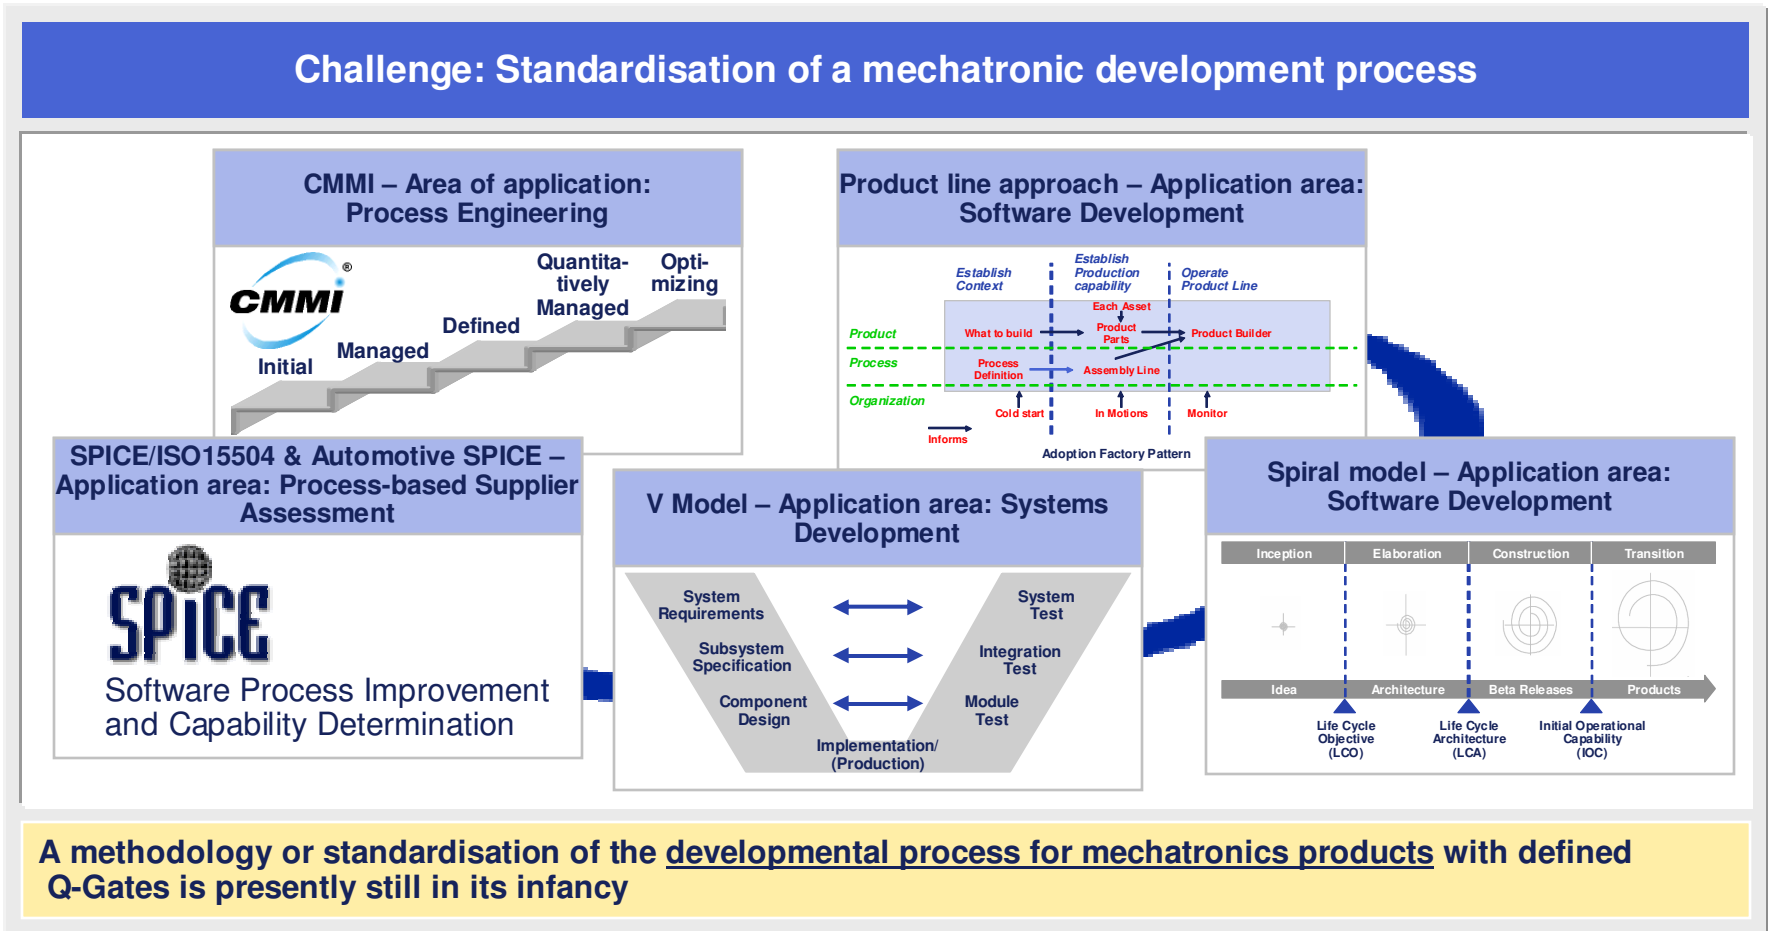 Challenge: Standardisation of a mechatronic development process
CMMI – Area of application:
Process Engineering
CMMI ®
Initial
Managed
Defined
Quantita-
tively
Managed
Opti-
mizing
Product line approach – Application area:
Software Development
Establish
Context
Establish
Production
capability
Operate
Product Line
Product
Process
Organization
Each Asset
What to build
Product
Parts
Product Builder
Process
Definition
Assembly Line
Cold start
In Motions
Monitor
Informs
Adoption Factory Pattern
SPICE/ISO15504 & Automotive SPICE –
Application area: Process-based Supplier
Assessment
SPiCE
Software Process Improvement
and Capability Determination
V Model – Application area: Systems
Development
System
Requirements
System
Test
Subsystem
Specification
Integration
Test
Component
Design
Module
Test
Implementation/
(Production)
Spiral model – Application area:
Software Development
Inception
Elaboration
Construction
Transition
Idea
Architecture
Beta Releases
Products
Life Cycle
Objective
(LCO)
Life Cycle
Architecture
(LCA)
Initial Operational
Capability
(IOC)
A methodology or standardisation of the developmental process for mechatronics products with defined
Q-Gates is presently still in its infancy